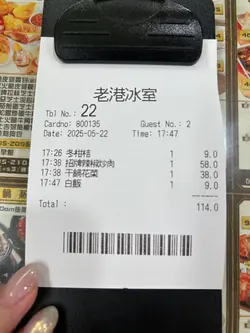 老港冰室
Tbl No.: 22
Cardno: 800135 Guest No.: 2
Date: 2025-05-22 Time: 17:47
17:26 冬柑桔 1 9.0
17:38 招牌辣椒炒肉 1 58.0
17:38 干鍋花菜 1 38.0
17:47 白飯 1 9.0
Total : 114.0